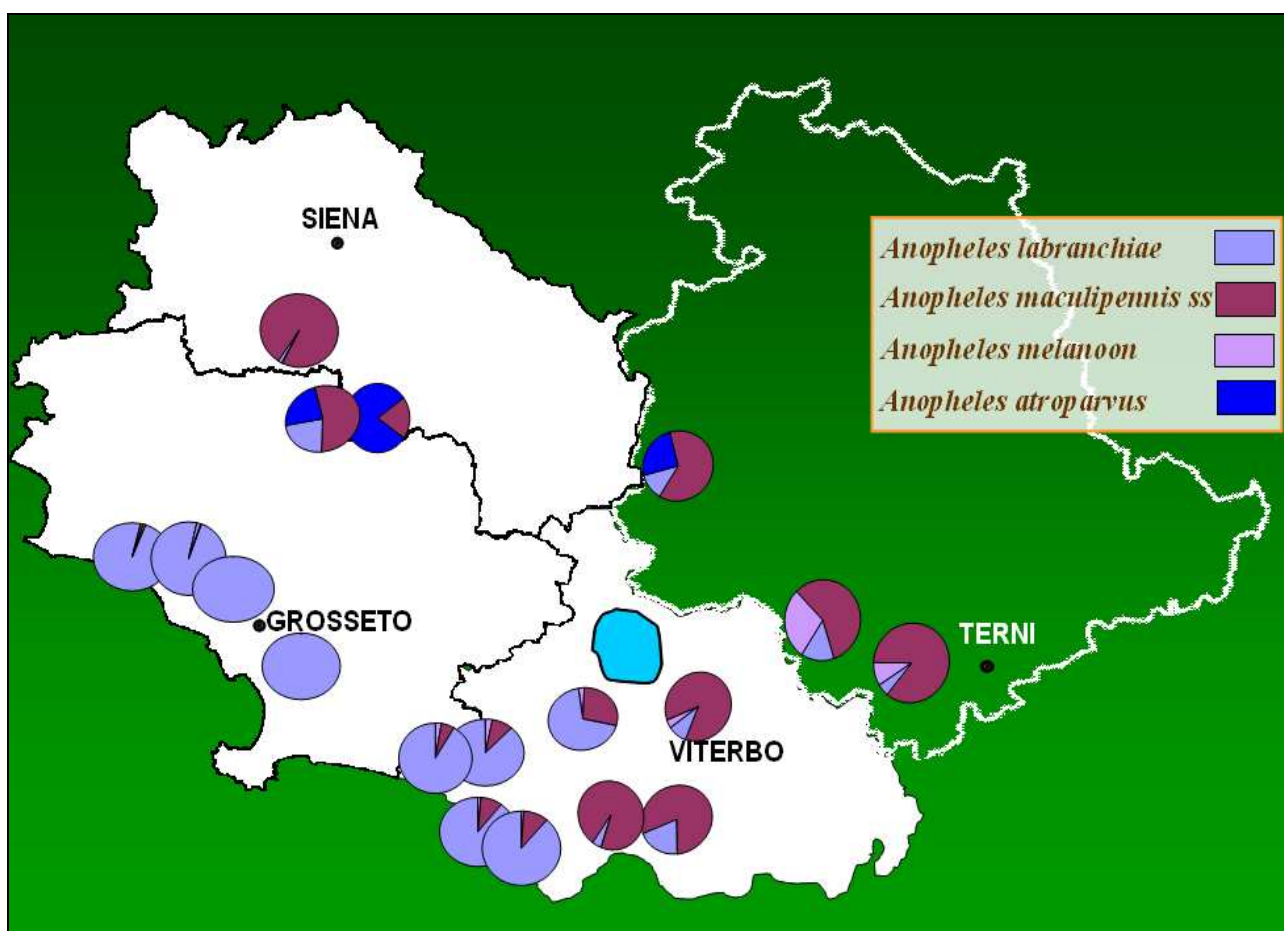 SIENA
Anopheles labranchiae
Anopheles maculipennis ss
Anopheles melanoon
Anopheles atroparvus
GROSSETO
TERNI
VITERBO